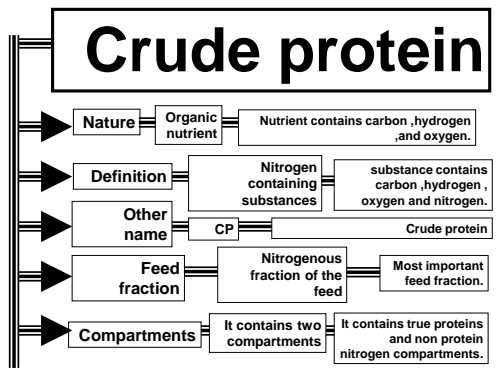 Crude protein
Nature
Organic
nutrient
Nutrient contains carbon ,hydrogen
,and oxygen.
Definition
Nitrogen
containing
substances
substance contains
carbon ,hydrogen ,
oxygen and nitrogen.
Other
name
CP
Crude protein
Feed
fraction
Nitrogenous
fraction of the
feed
Most important
feed fraction.
Compartments
It contains two
compartments
It contains true proteins
and non protein
nitrogen compartments.